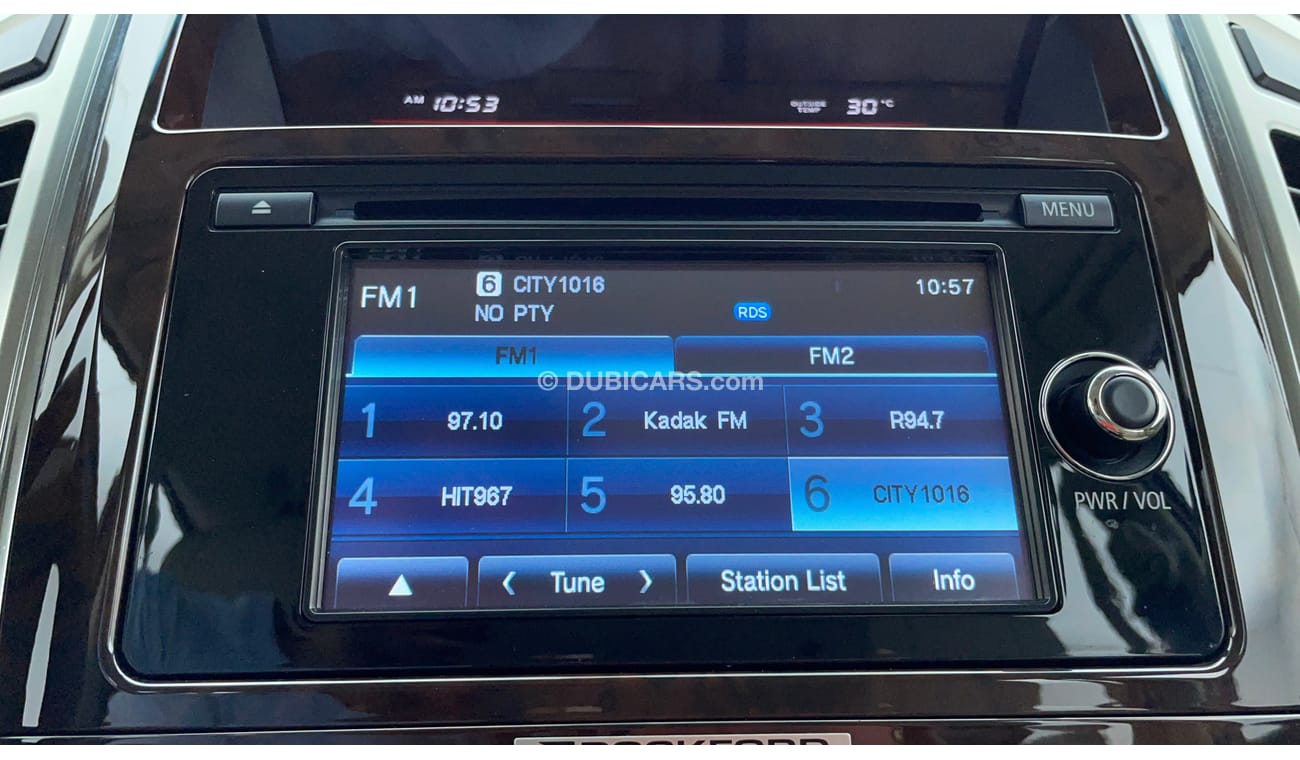 AM 10:53 OUTSIDE TEMP 30°C
MENU
FM1 6 CITY1016 10:57
NO PTY RDS
FM1 FM2
© DUBICARS.com
1 97.10 2 Kadak FM 3 R94.7
4 HIT967 5 95.80 6 CITY1016
PWR / VOL
< Tune > Station List Info
ROCKFORD